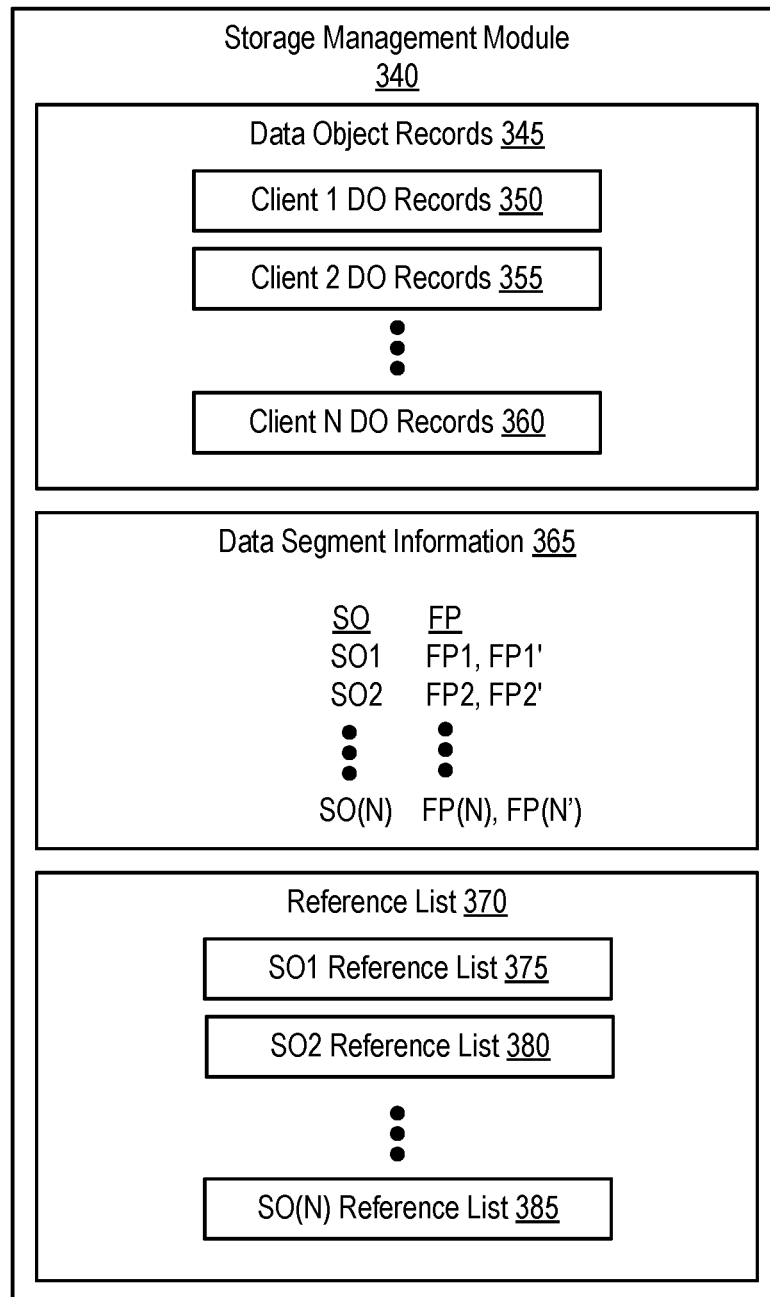 Storage Management Module
340
Data Object Records 345
Client 1 DO Records 350
Client 2 DO Records 355
Client N DO Records 360
Data Segment Information 365
SO FP
SO1 FP1, FP1'
SO2 FP2, FP2'
SO(N) FP(N), FP(N’)
Reference List 370
SO1 Reference List 375
SO2 Reference List 380
SO(N) Reference List 385